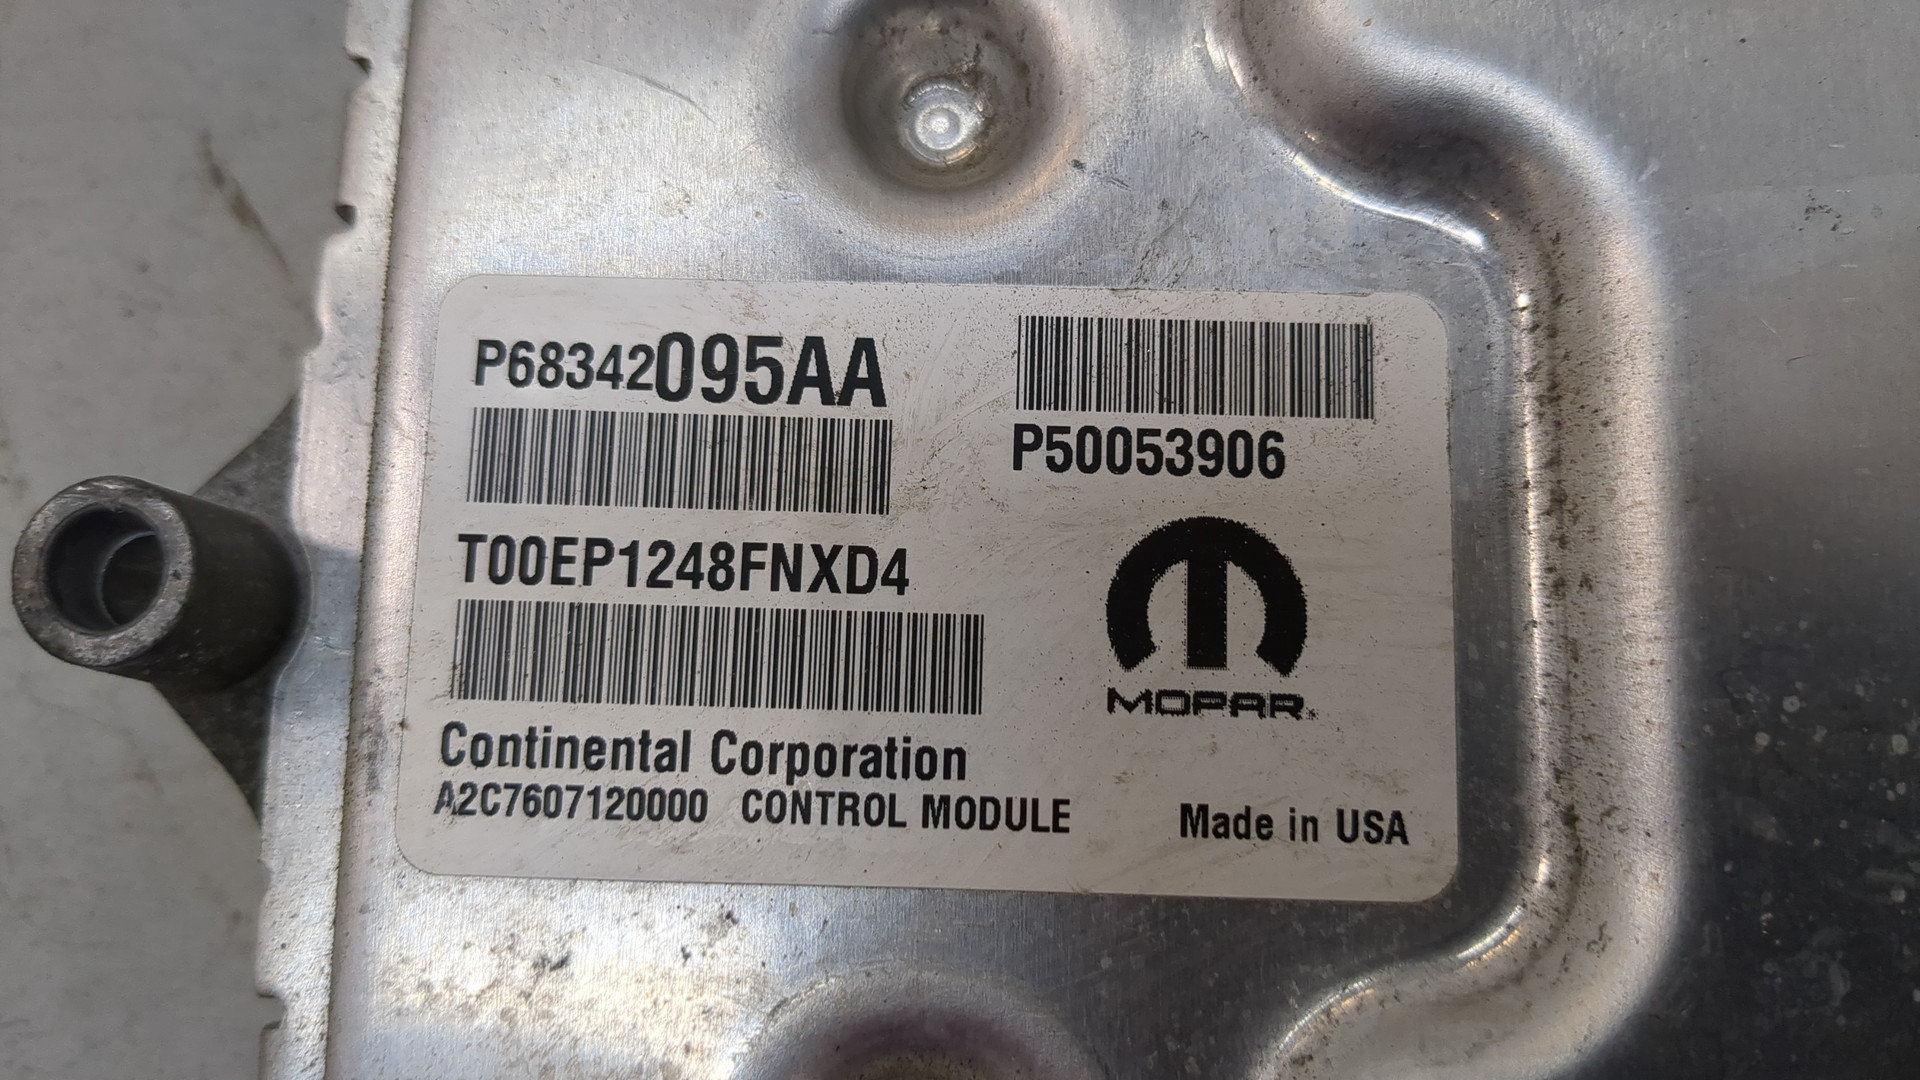 P68342095AA
P50053906
T00EP1248FNXD4
MOPAR.
Continental Corporation
A2C7607120000 CONTROL MODULE
Made in USA